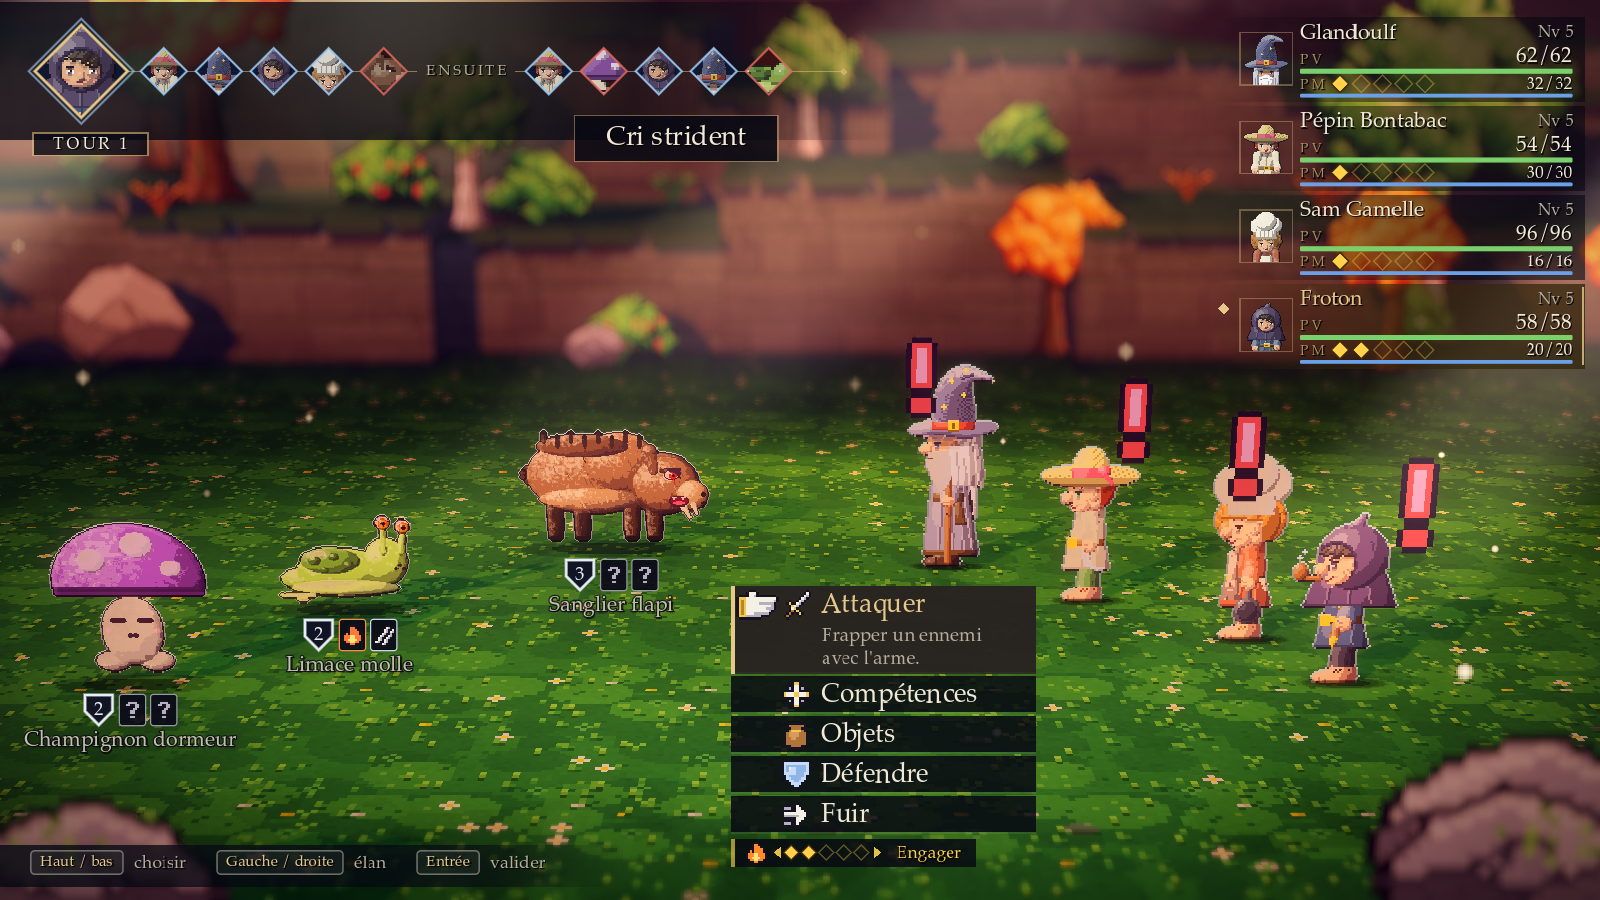 ENSUITE
TOUR 1
Cri strident
Glandoulf Nv 5
PV 62/62
PM 32/32
Pépin Bontabac Nv 5
PV 54/54
PM 30/30
Sam Gamelle Nv 5
PV 96/96
PM 16/16
Froton Nv 5
PV 58/58
PM 20/20
3 ? ?
Sanglier flapi
2
Limace molle
2 ? ?
Champignon dormeur
Attaquer
Frapper un ennemi
avec l'arme.
Compétences
Objets
Défendre
Fuir
Engager
Haut / bas choisir Gauche / droite élan Entrée valider